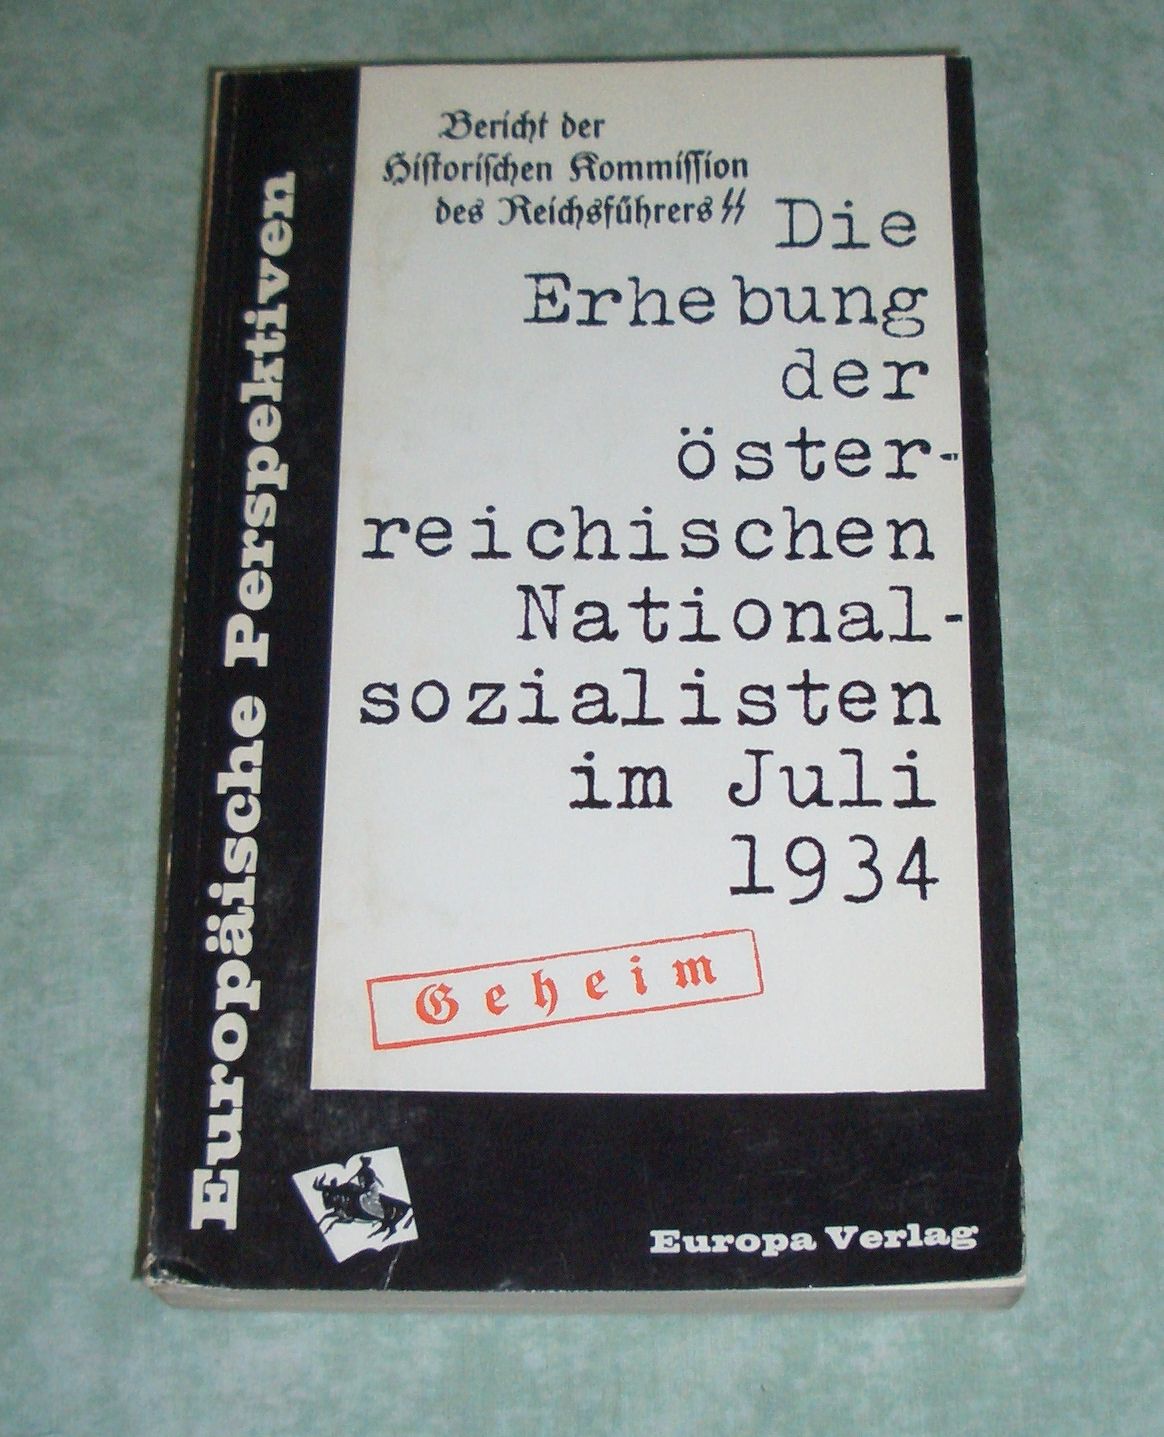 Bericht der
Historischen Kommission
des Reichsführers SS
Die
Erhebung
der
öster-
reichischen
National-
sozialisten
im Juli
1934
Geheim
Europäische Perspektiven
Europa Verlag